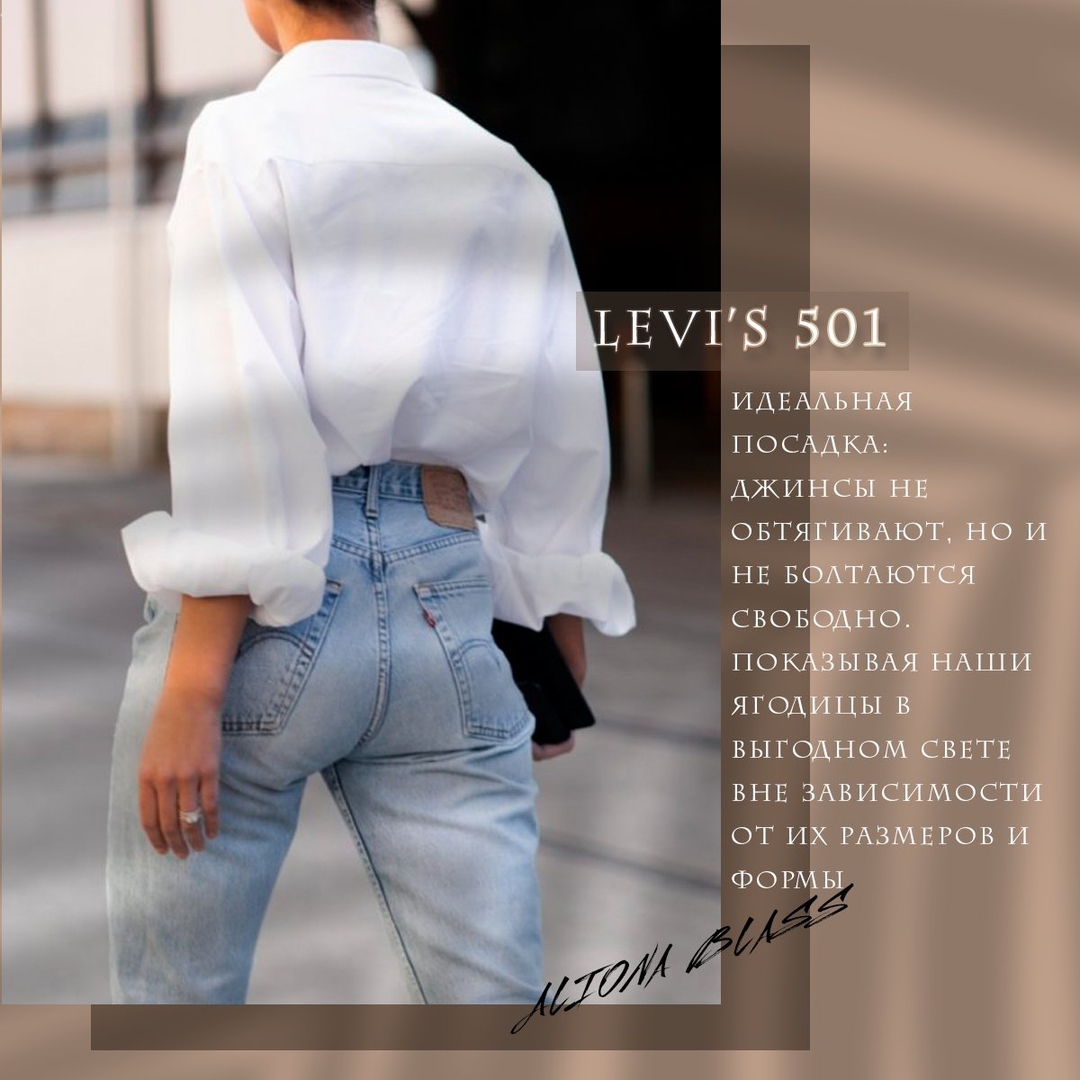 LEVI'S 501
ИДЕАЛЬНАЯ
ПОСАДКА:
ДЖИНСЫ НЕ
ОБТЯГИВАЮТ, НО И
НЕ БОЛТАЮТСЯ
СВОБОДНО.
ПОКАЗЫВАЯ НАШИ
ЯГОДИЦЫ В
ВЫГОДНОМ СВЕТЕ
ВНЕ ЗАВИСИМОСТИ
ОТ ИХ РАЗМЕРОВ И
ФОРМЫ
ALIONA BLASS